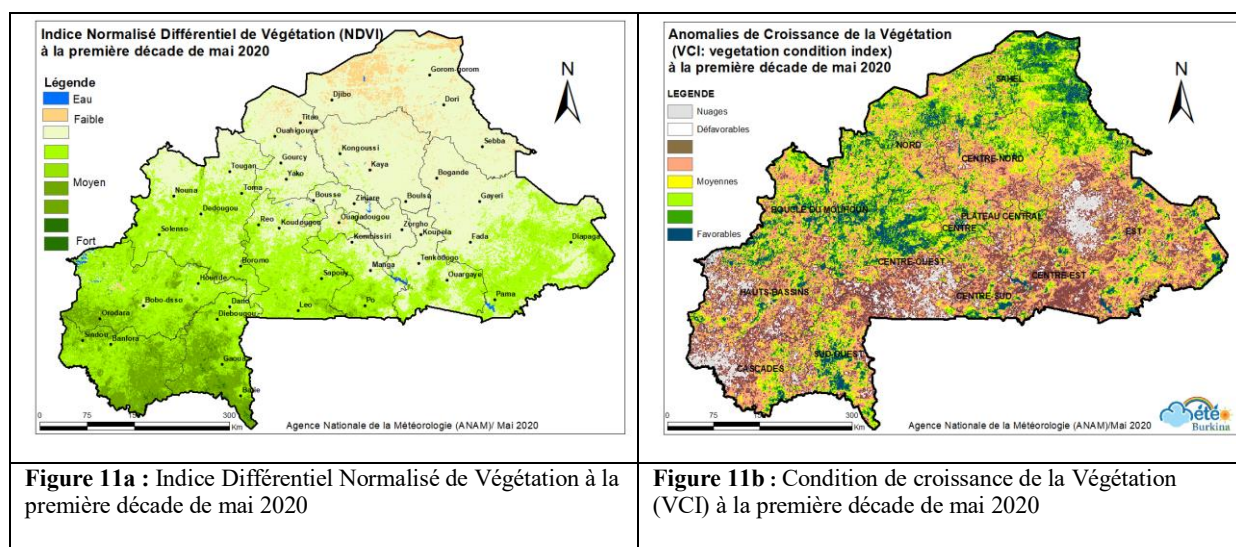 Indice Normalisé Différentiel de Végétation (NDVI)
à la première décade de mai 2020
Légende
Eau
Faible
Moyen
Fort
N
Gorom-gorom
Djibo
Dori
Titao
Ouahigouya
Sebba
Kongoussi
Gourcy
Kaya
Tougan
Yako
Bogande
Nouna
Toma
Bousse
Ziniare
Boulsa
Gayeri
Dedougou
Ouagadougou
Reo
Koudougou
Zorgho
Solenso
Kombissiri
Koupela
Fada
Diapaga
Boromo
Manga
Tenkodogo
Sapouy
Ouargaye
Hounde
Pama
Bobo-dsso
Dano
Leo
Po
Orodara
Diebougou
Sindou
Banfora
Gaoua
Batie
0 75 150 300
Km
Agence Nationale de la Météorologie (ANAM)/ Mai 2020
Anomalies de Croissance de la Végétation
(VCI: vegetation condition index)
à la première décade de mai 2020
LEGENDE
Nuages
Défavorables
Moyennes
Favorables
N
SAHEL
NORD
CENTRE-NORD
BOUCLE DU MOUHOUN
PLATEAU CENTRAL
CENTRE
EST
CENTRE-OUEST
CENTRE-EST
HAUTS-BASSINS
CENTRE-SUD
SUD-OUEST
CASCADES
0 75 150 300
Km
Agence Nationale de la Météorologie (ANAM)/Mai 2020
Météo
Burkina
Figure 11a : Indice Différentiel Normalisé de Végétation à la
première décade de mai 2020
Figure 11b : Condition de croissance de la Végétation
(VCI) à la première décade de mai 2020